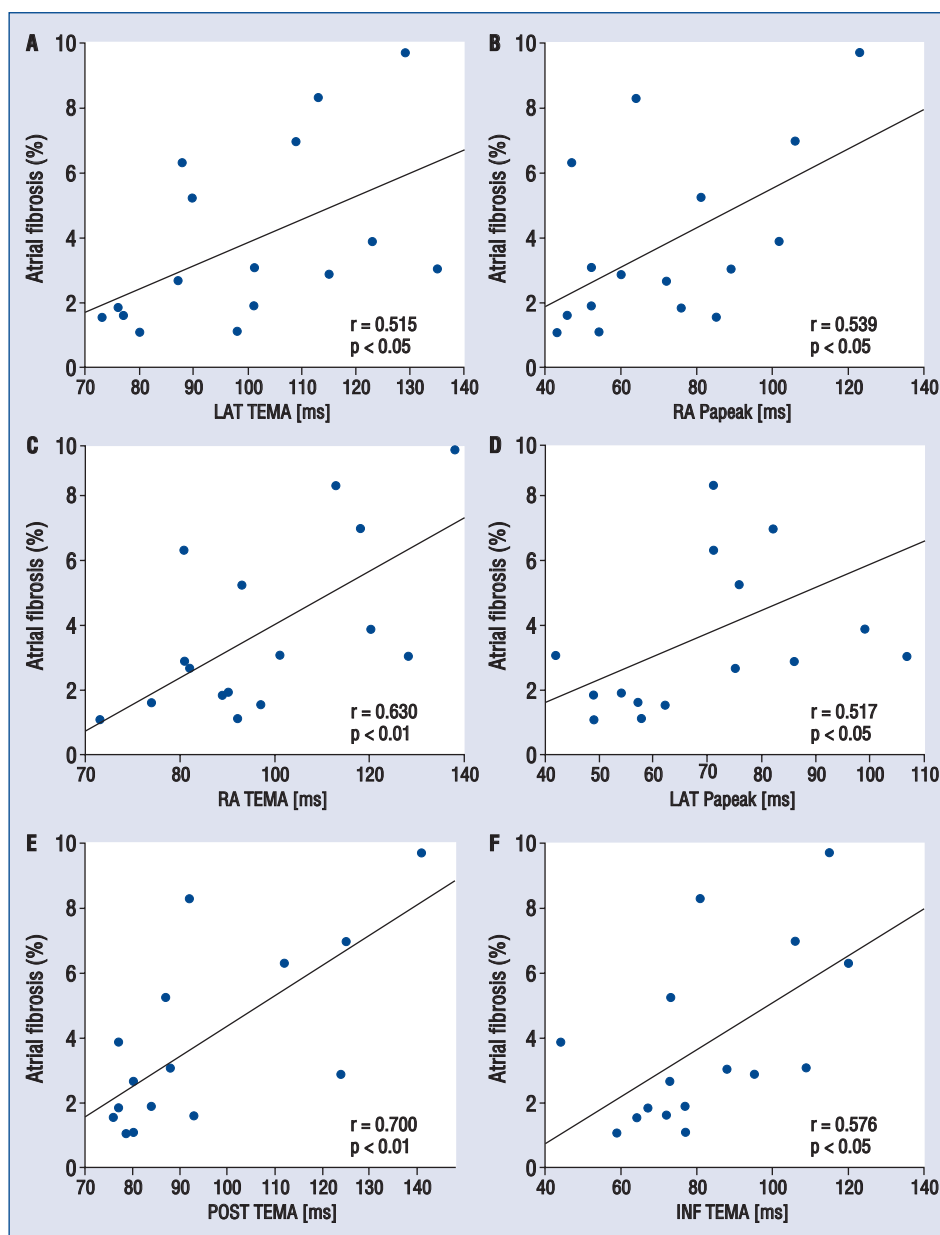 A
10
8
6
4
2
0
Atrial fibrosis (%)
r = 0.515
p < 0.05
70 80 90 100 110 120 130 140
LAT TEMA [ms]
B
10
8
6
4
2
0
Atrial fibrosis (%)
r = 0.539
p < 0.05
40 60 80 100 120 140
RA Papeak [ms]
C
10
8
6
4
2
0
Atrial fibrosis (%)
r = 0.630
p < 0.01
70 80 100 120 140
RA TEMA [ms]
D
10
8
6
4
2
0
Atrial fibrosis (%)
r = 0.517
p < 0.05
40 50 60 70 80 90 100 110
LAT Papeak [ms]
E
10
8
6
4
2
0
Atrial fibrosis (%)
r = 0.700
p < 0.01
70 80 90 100 110 120 130 140
POST TEMA [ms]
F
10
8
6
4
2
0
Atrial fibrosis (%)
r = 0.576
p < 0.05
40 60 80 100 120 140
INF TEMA [ms]